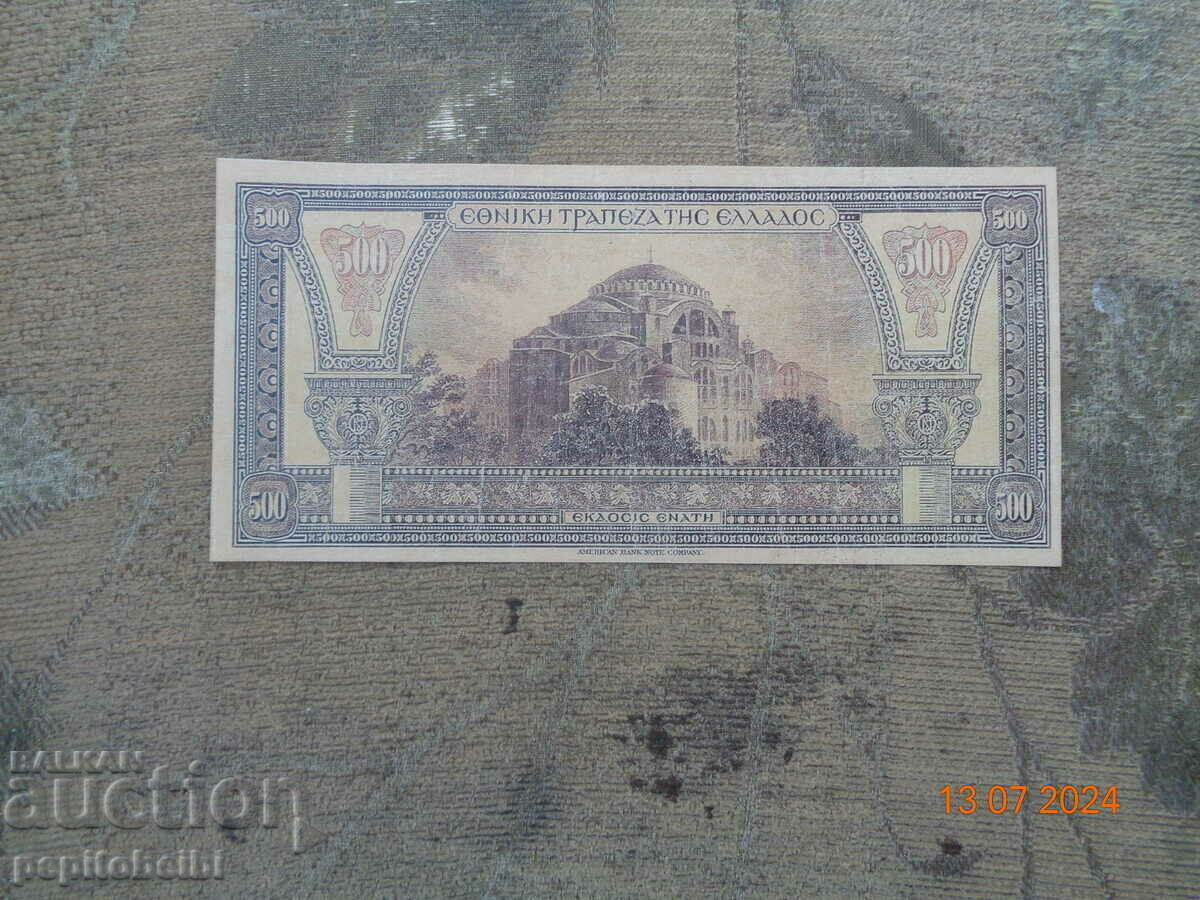 500 500
ΕΘΝΙΚΗ ΤΡΑΠΕΖΑ ΤΗΣ ΕΛΛΑΔΟΣ
500 500
500 500
ΕΚΔΟΣΙΣ ΕΝΑΤΗ
AMERICAN BANK NOTE COMPANY.
BALKAN
auction
pepitobeibi
13 07 2024